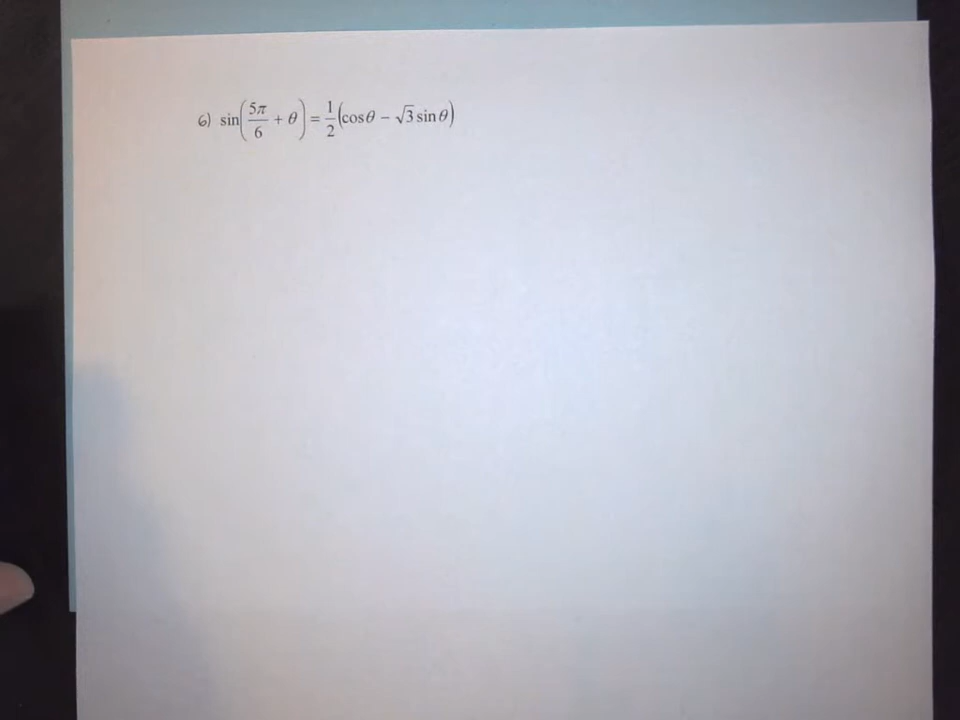 6) sin(5π/6 + θ) = 1/2(cosθ − √3 sinθ)